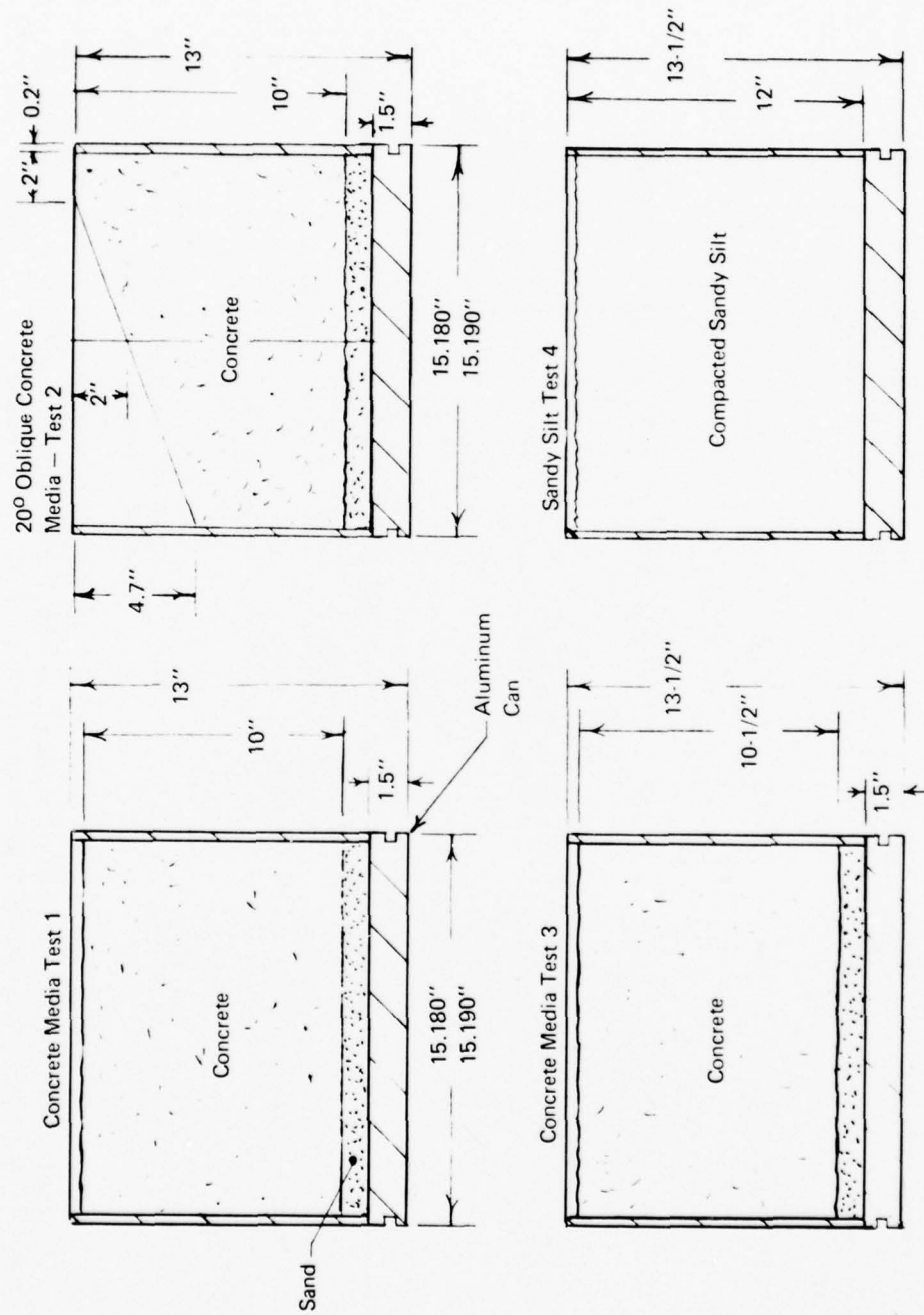 Concrete Media Test 1
13"
10"
1.5"
Concrete
Sand
Aluminum
Can
15.180"
15.190"
20° Oblique Concrete
Media – Test 2
2"
0.2"
2"
4.7"
13"
10"
1.5"
Concrete
15.180"
15.190"
Concrete Media Test 3
13-1/2"
10-1/2"
1.5"
Concrete
Sandy Silt Test 4
13-1/2"
12"
Compacted Sandy Silt